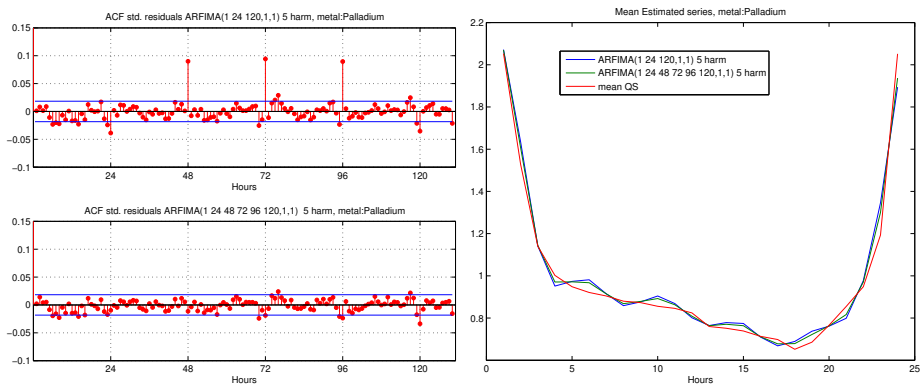 ACF std. residuals ARFIMA(1 24 120,1,1) 5 harm, metal:Palladium
0.15
0.1
0.05
0
−0.05
−0.1
24 48 72 96 120
Hours
ACF std. residuals ARFIMA(1 24 48 72 96 120,1,1) 5 harm, metal:Palladium
0.15
0.1
0.05
0
−0.05
−0.1
24 48 72 96 120
Hours
Mean Estimated series, metal:Palladium
ARFIMA(1 24 120,1,1) 5 harm
ARFIMA(1 24 48 72 96 120,1,1) 5 harm
mean QS
2.2
2
1.8
1.6
1.4
1.2
1
0.8
0 5 10 15 20 25
Hours